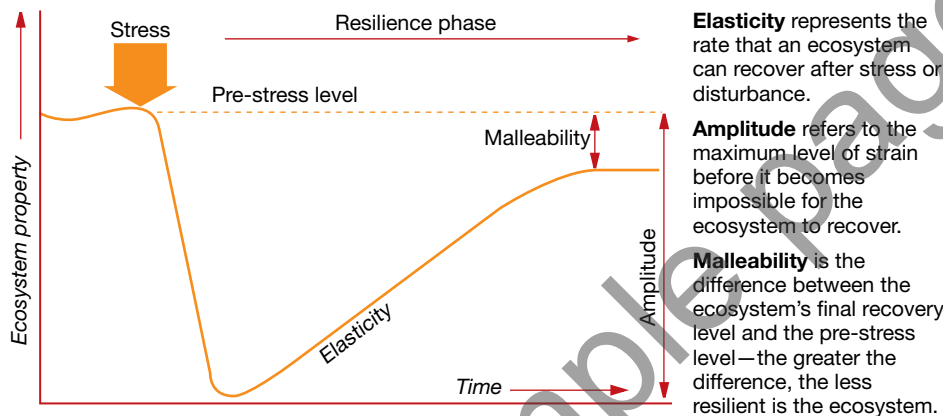 Stress
Resilience phase
Pre-stress level
Malleability
Amplitude
Elasticity
Time
Ecosystem property
Elasticity represents the
rate that an ecosystem
can recover after stress or
disturbance.
Amplitude refers to the
maximum level of strain
before it becomes
impossible for the
ecosystem to recover.
Malleability is the
difference between the
ecosystem's final recovery
level and the pre-stress
level—the greater the
difference, the less
resilient is the ecosystem.
ple pag